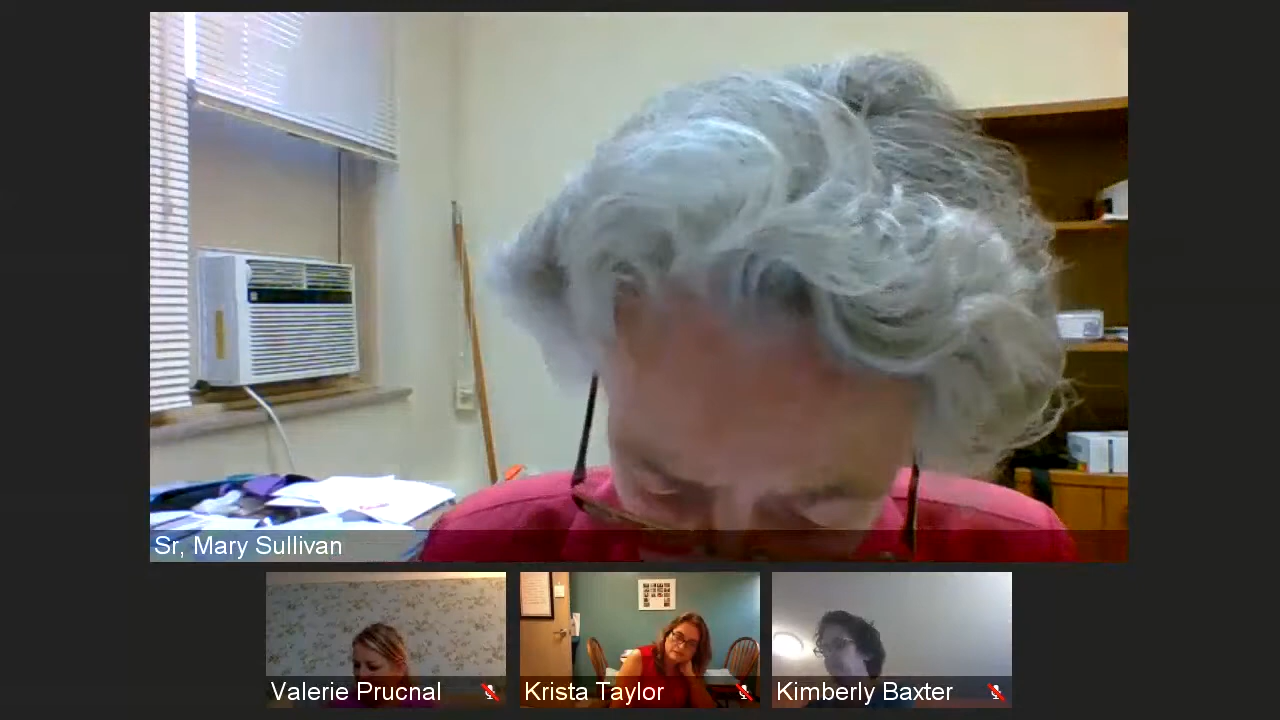 Sr, Mary Sullivan
Valerie Prucnal
Krista Taylor
Kimberly Baxter